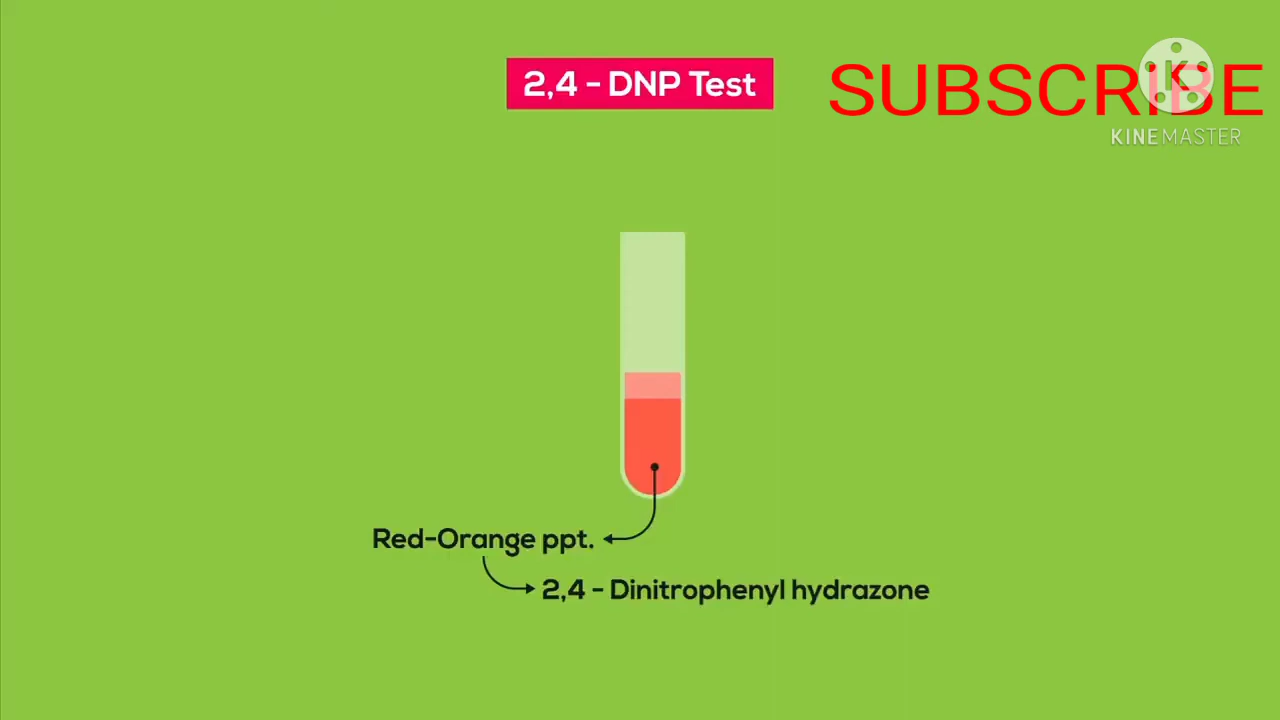 2,4 - DNP Test
SUBSCRIBE
K
KINEMASTER
Red-Orange ppt.
2,4 - Dinitrophenyl hydrazone